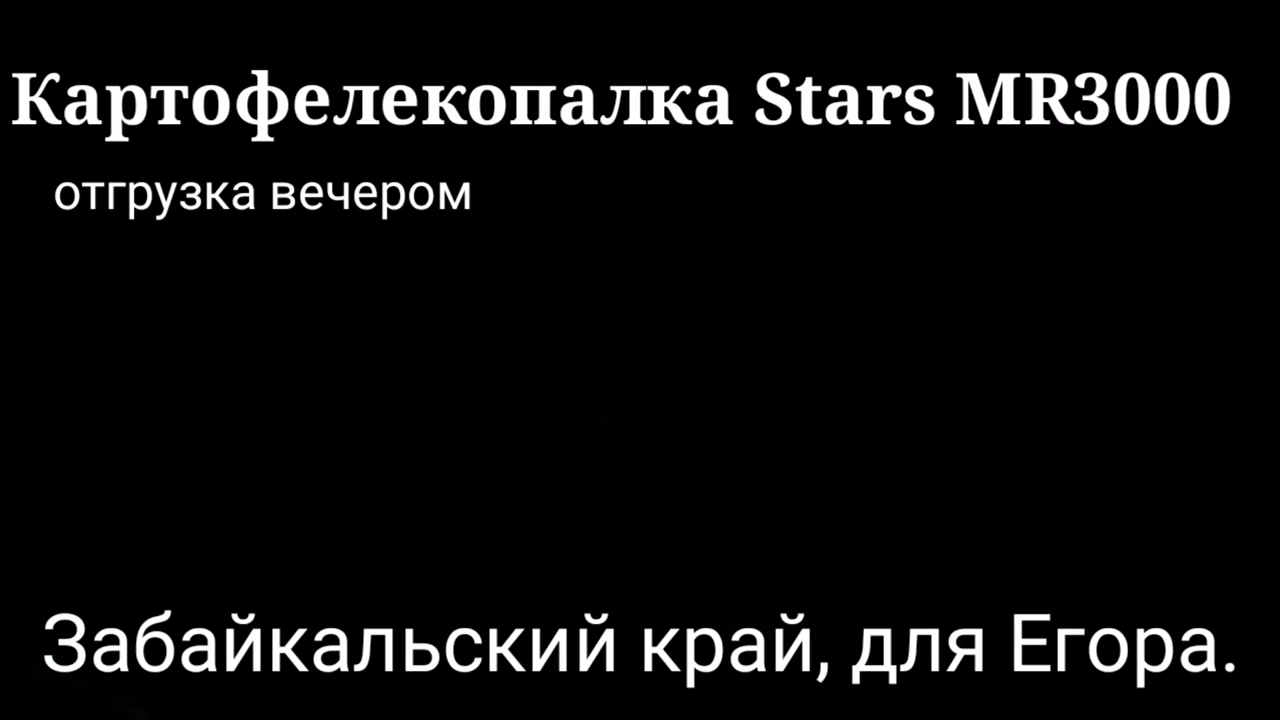 Картофелекопалка Stars MR3000
отгрузка вечером
Забайкальский край, для Егора.